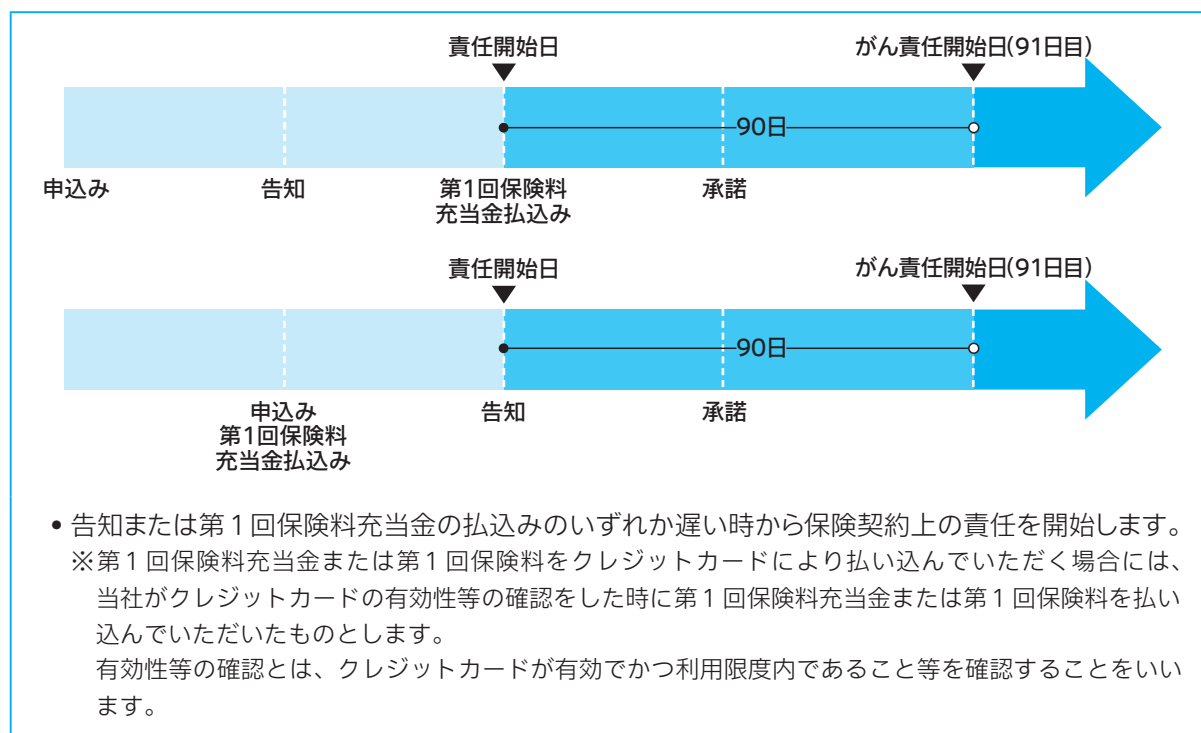 責任開始日
がん責任開始日(91日目)
90日
申込み
告知
第1回保険料
充当金払込み
承諾
責任開始日
がん責任開始日(91日目)
90日
申込み
第1回保険料
充当金払込み
告知
承諾
•告知または第1回保険料充当金の払込みのいずれか遅い時から保険契約上の責任を開始します。
※第1回保険料充当金または第1回保険料をクレジットカードにより払い込んでいただく場合には、
当社がクレジットカードの有効性等の確認をした時に第1回保険料充当金または第1回保険料を払い
込んでいただいたものとします。
有効性等の確認とは、クレジットカードが有効でかつ利用限度内であること等を確認することをいい
ます。